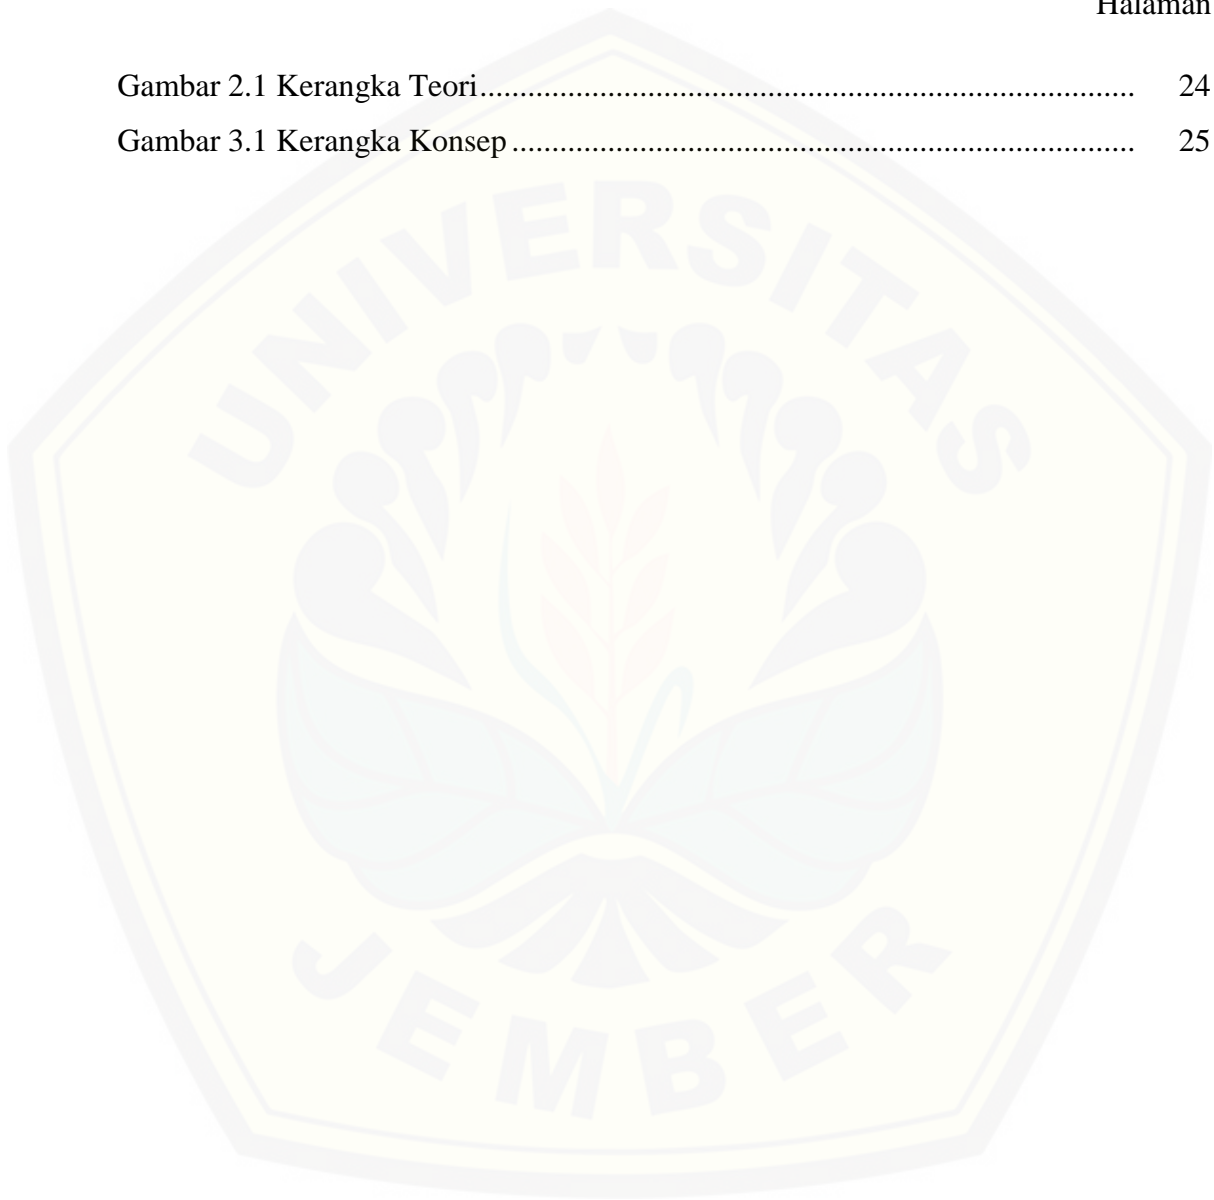 Halaman
Gambar 2.1 Kerangka Teori.................................................................................. 24
Gambar 3.1 Kerangka Konsep.............................................................................. 25
UNIVERSITAS
JEMBER